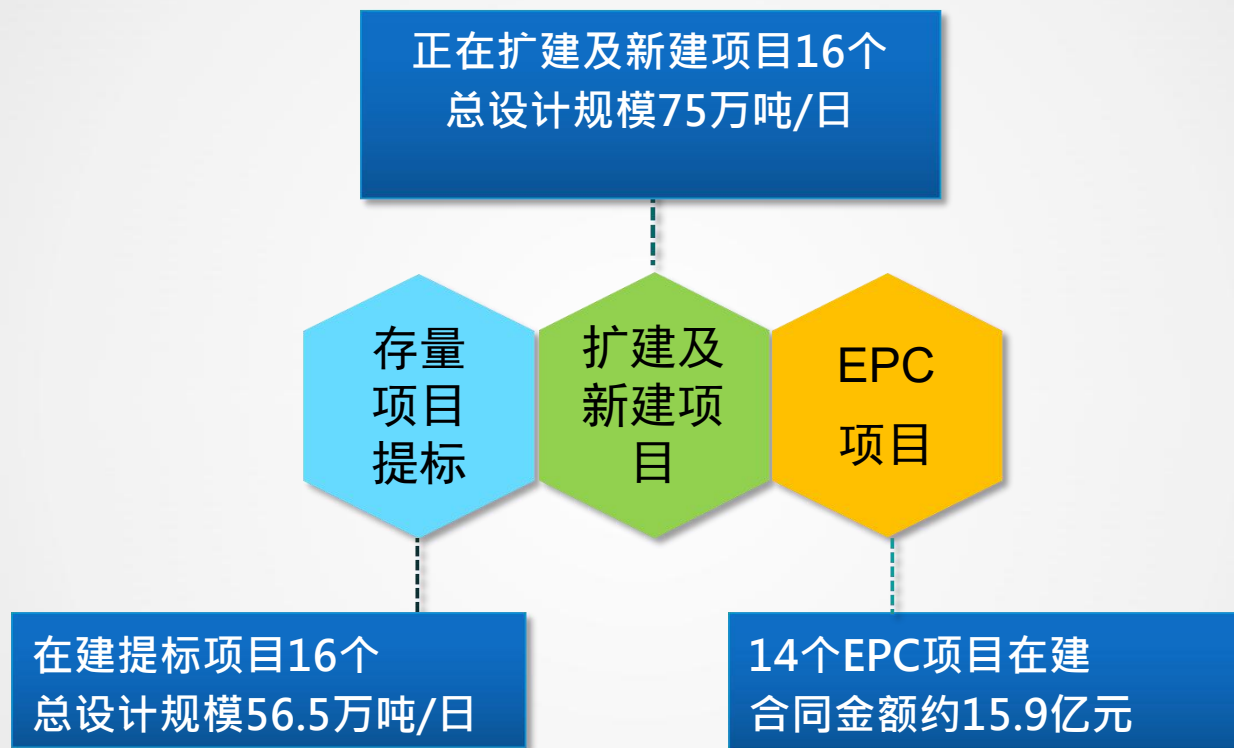 正在扩建及新建项目16个
总设计规模75万吨/日
存量
项目
提标
扩建及
新建项
目
EPC
项目
在建提标项目16个
总设计规模56.5万吨/日
14个EPC项目在建
合同金额约15.9亿元